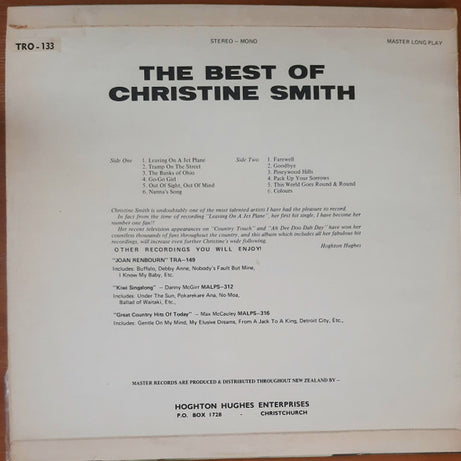 TRO - 133
STEREO – MONO
MASTER LONG PLAY
THE BEST OF
CHRISTINE SMITH
Side One
1. Leaving On A Jet Plane
2. Tramp On The Street
3. The Banks of Ohio
4. Go-Go Girl
5. Out Of Sight, Out Of Mind
6. Nanna's Song
Side Two
1. Farewell
2. Goodbye
3. Pineywood Hills
4. Pack Up Your Sorrows
5. This World Goes Round & Round
6. Colours
Christine Smith is undoubtably one of the most talented artists I have had the pleasure to record.
In fact from the time of recording "Leaving On A Jet Plane", her first hit single, I have become her
number one fan!!
Her recent television appearances on "Country Touch" and "Ah Dee Doo Dah Day" have won her
countless thousands of fans throughout the country, and this album which includes all her fabulous hit
recordings, will increase even further Christine's wide following.
Hoghton Hughes
OTHER RECORDINGS YOU WILL ENJOY!
"JOAN RENBOURN" TRA-149
Includes: Buffalo, Debby Anne, Nobody's Fault But Mine,
I Know My Baby, Etc.
"Kiwi Singalong" – Danny McGirr MALPS-312
Includes: Under The Sun, Pokarekare Ana, No Moa,
Ballad of Waitaki, Etc.,
"Great Country Hits Of Today" – Max McCauley MALPS-316
Includes: Gentle On My Mind, My Elusive Dreams, From A Jack To A King, Detroit City, Etc.,
MASTER RECORDS ARE PRODUCED & DISTRIBUTED THROUGHOUT NEW ZEALAND BY –
HOGHTON HUGHES ENTERPRISES
P.O. BOX 1728 - CHRISTCHURCH